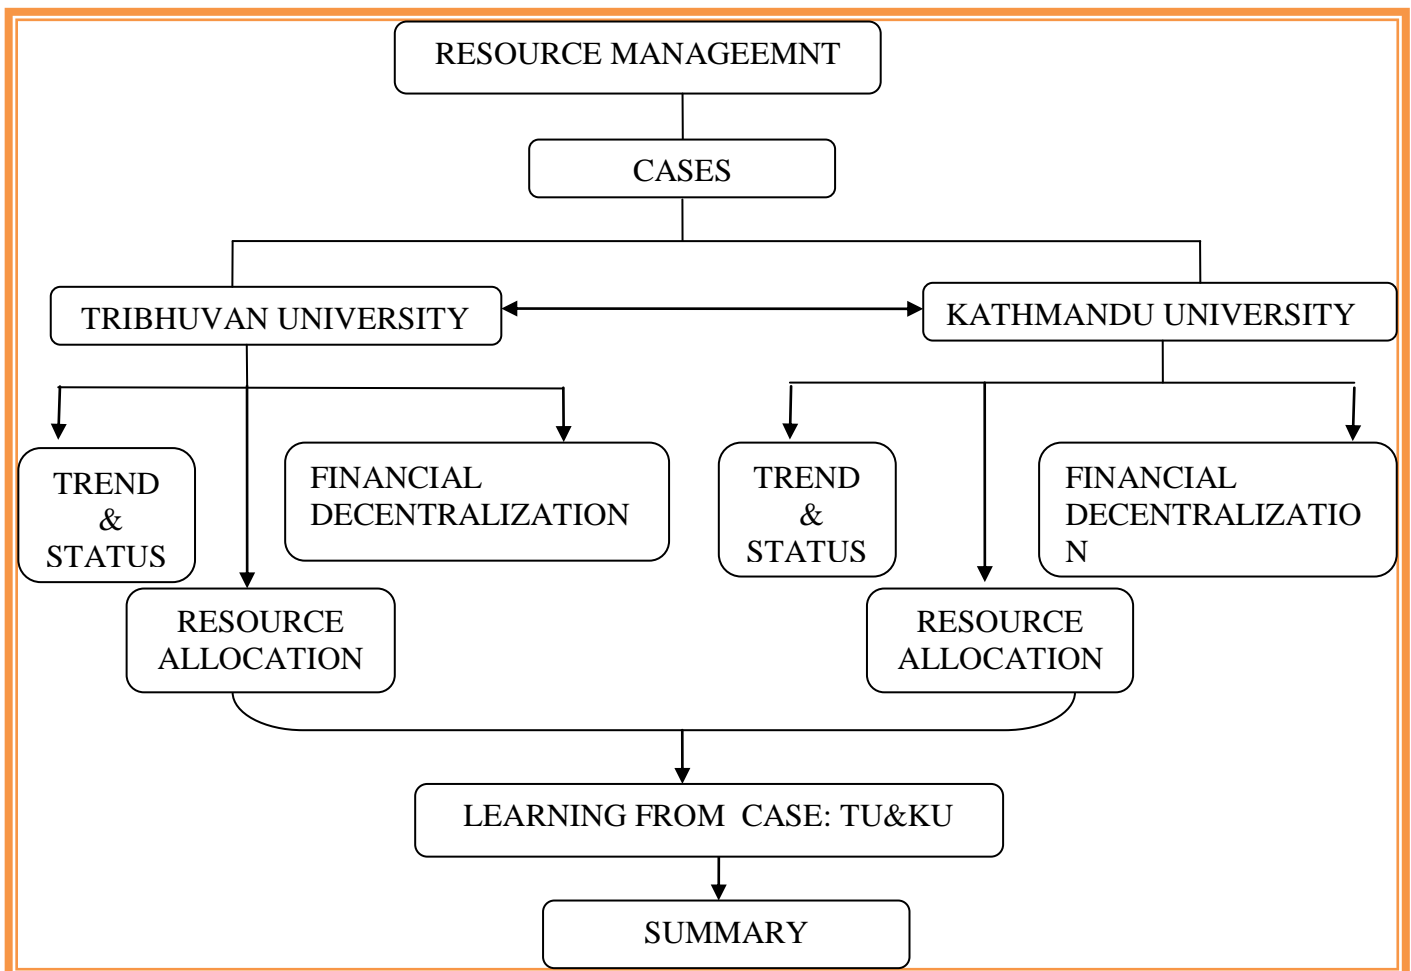 RESOURCE MANAGEEMNT
CASES
TRIBHUVAN UNIVERSITY
KATHMANDU UNIVERSITY
TREND
&
STATUS
FINANCIAL
DECENTRALIZATION
TREND
&
STATUS
FINANCIAL
DECENTRALIZATIO
N
RESOURCE
ALLOCATION
RESOURCE
ALLOCATION
LEARNING FROM  CASE: TU&KU
SUMMARY